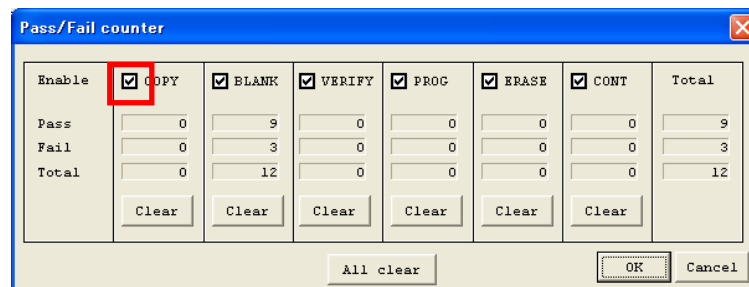 Pass/Fail counter
Enable COPY BLANK VERIFY PROG ERASE CONT Total
Pass 0 9 0 0 0 0 9
Fail 0 3 0 0 0 0 3
Total 0 12 0 0 0 0 12
Clear Clear Clear Clear Clear Clear
All clear OK Cancel